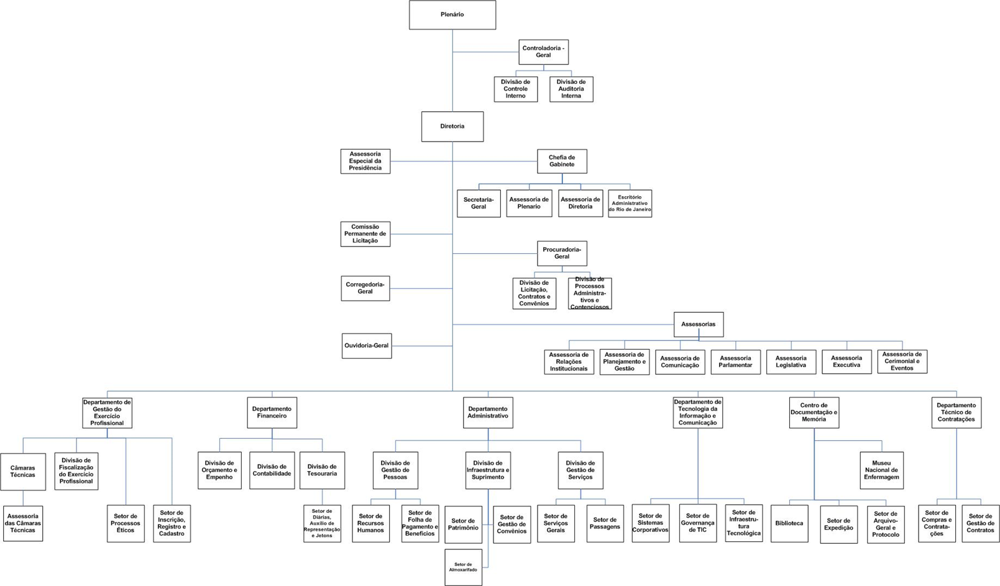 Plenário
Controladoria -
Geral
Divisão de
Controle
Interno
Divisão de
Auditoria
Interna
Diretoria
Assessoria
Especial da
Presidência
Chefia de
Gabinete
Secretaria-
Geral
Assessoria de
Plenario
Assessoria de
Diretoria
Escritório
Administrativo
do Rio de Janeiro
Comissão
Permanente de
Licitação
Procuradoria-
Geral
Corregedoria-
Geral
Divisão de
Licitação,
Contratos e
Convênios
Divisão de
Processos
Administra-
tivos e
Contenciosos
Assessorias
Ouvidoria-Geral
Assessoria de
Relações
Institucionais
Assessoria de
Planejamento e
Gestão
Assessoria de
Comunicação
Assessoria
Parlamentar
Assessoria
Legislativa
Assessoria
Executiva
Assessoria de
Cerimonial e
Eventos
Departamento de
Gestão do
Exercício
Profissional
Departamento
Financeiro
Departamento
Administrativo
Departamento de
Tecnologia da
Informação e
Comunicação
Centro de
Documentação e
Memória
Departamento
Técnico de
Contratações
Câmaras
Técnicas
Divisão de
Fiscalização
do Exercício
Profissional
Divisão de
Orçamento e
Empenho
Divisão de
Contabilidade
Divisão de
Tesouraria
Divisão de
Gestão de
Pessoas
Divisão de
Infraestrutura e
Suprimento
Divisão de
Gestão de
Serviços
Museu
Nacional de
Enfermagem
Assessoria
das Câmaras
Técnicas
Setor de
Processos
Éticos
Setor de
Inscrição,
Registro e
Cadastro
Setor de
Diárias,
Auxílio de
Representação
e Jetons
Setor de
Recursos
Humanos
Setor de
Folha de
Pagamento e
Benefícios
Setor de
Patrimônio
Setor de
Gestão de
Convênios
Setor de
Serviços
Gerais
Setor de
Passagens
Setor de
Sistemas
Corporativos
Setor de
Governança
de TIC
Setor de
Infraestru-
tura
Tecnológica
Biblioteca
Setor de
Expedição
Setor de
Arquivo-
Geral e
Protocolo
Setor de
Compras e
Contrata-
ções
Setor de
Gestão de
Contratos
Setor de
Almoxarifado